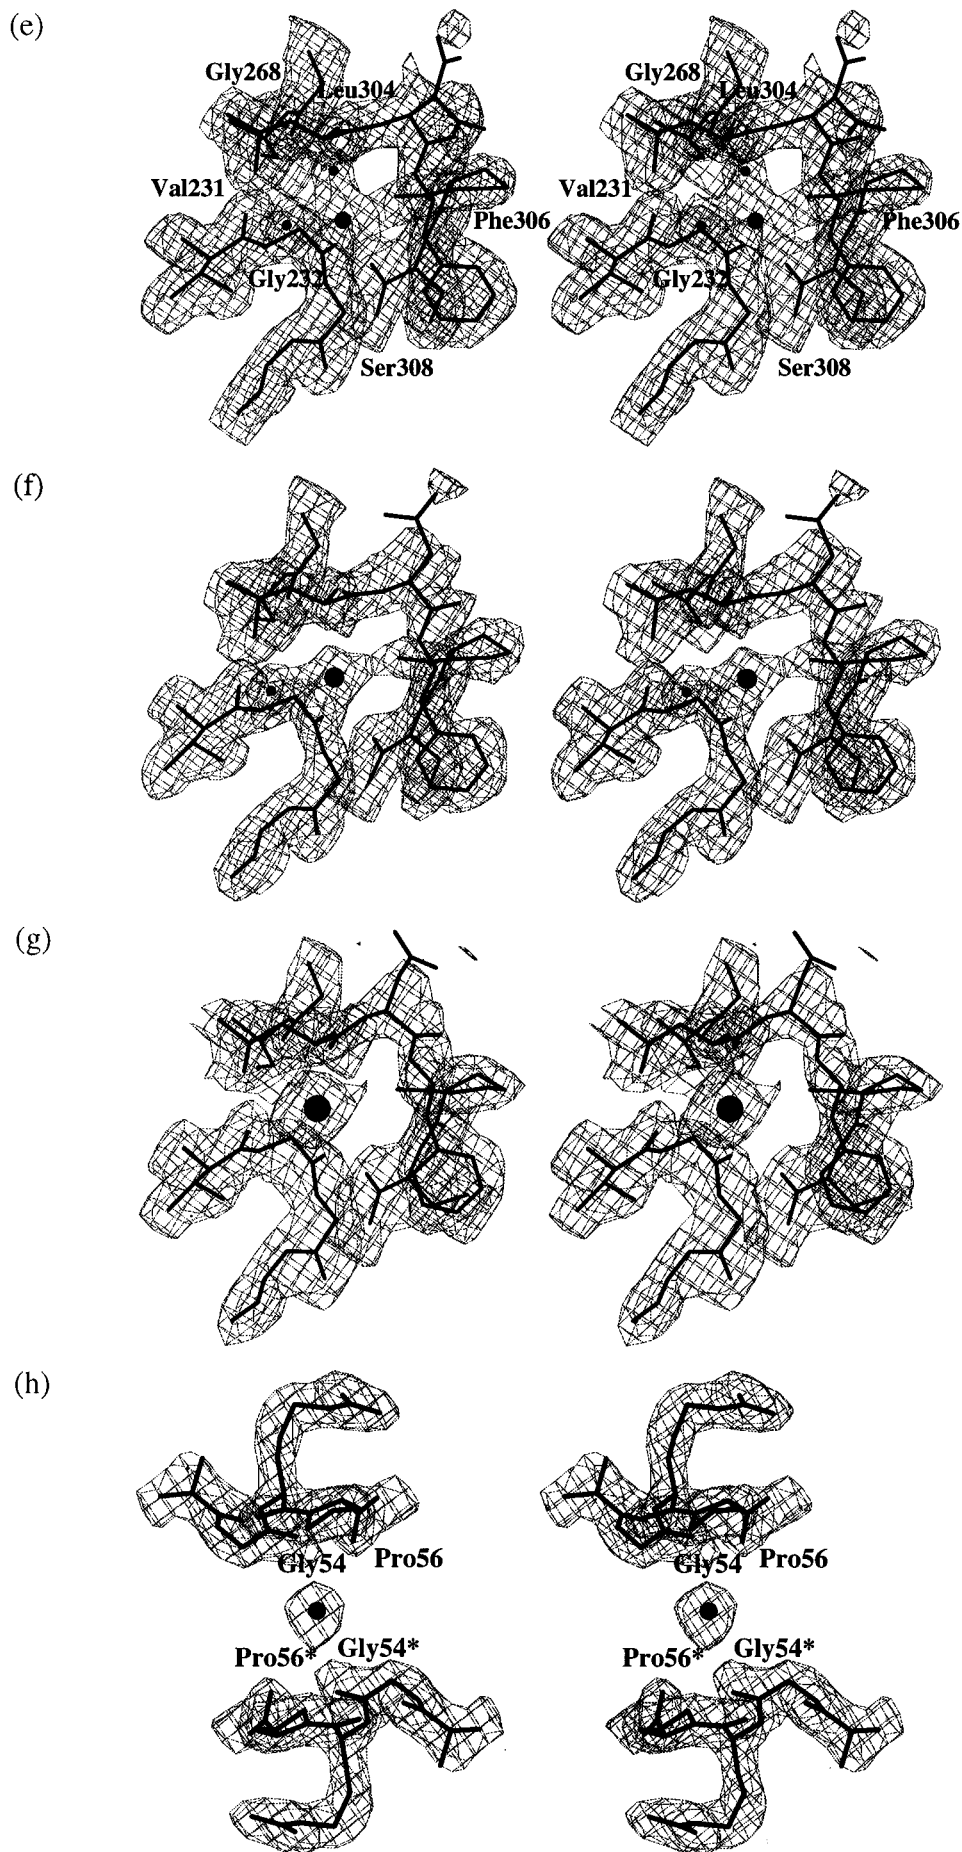 (e)
Gly268 Gly268
Leu304 Leu304
Val231 Val231
Phe306 Phe306
Gly232 Gly232
Ser308 Ser308
(f)
(g)
(h)
Gly54 Pro56 Gly54 Pro56
Pro56* Gly54* Pro56* Gly54*